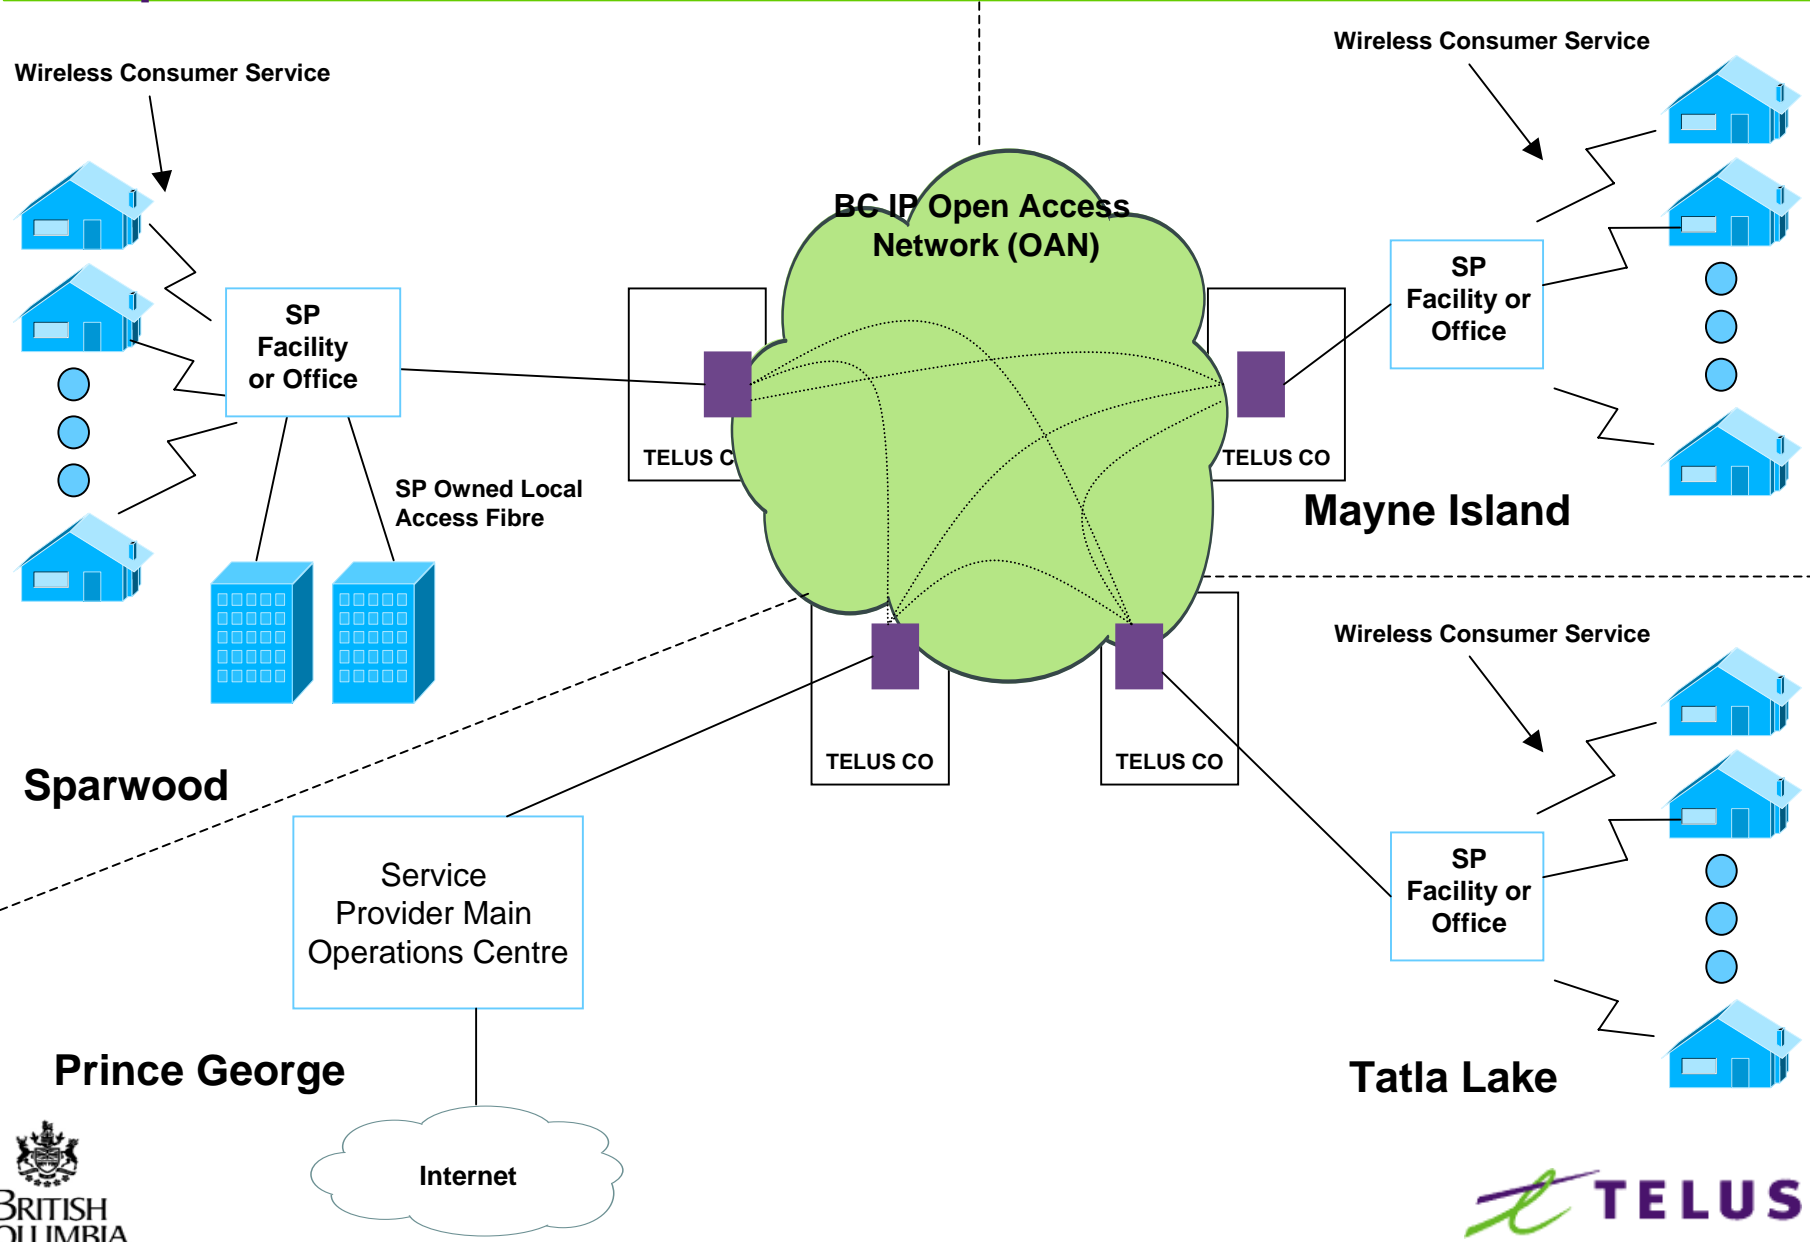 Wireless Consumer Service
Wireless Consumer Service
BC IP Open Access
Network (OAN)
SP
Facility
or Office
SP
Facility or
Office
TELUS C
TELUS CO
SP Owned Local
Access Fibre
Mayne Island
Wireless Consumer Service
TELUS CO
TELUS CO
Sparwood
Service
Provider Main
Operations Centre
SP
Facility or
Office
Prince George
Tatla Lake
Internet
BRITISH
COLUMBIA
TELUS